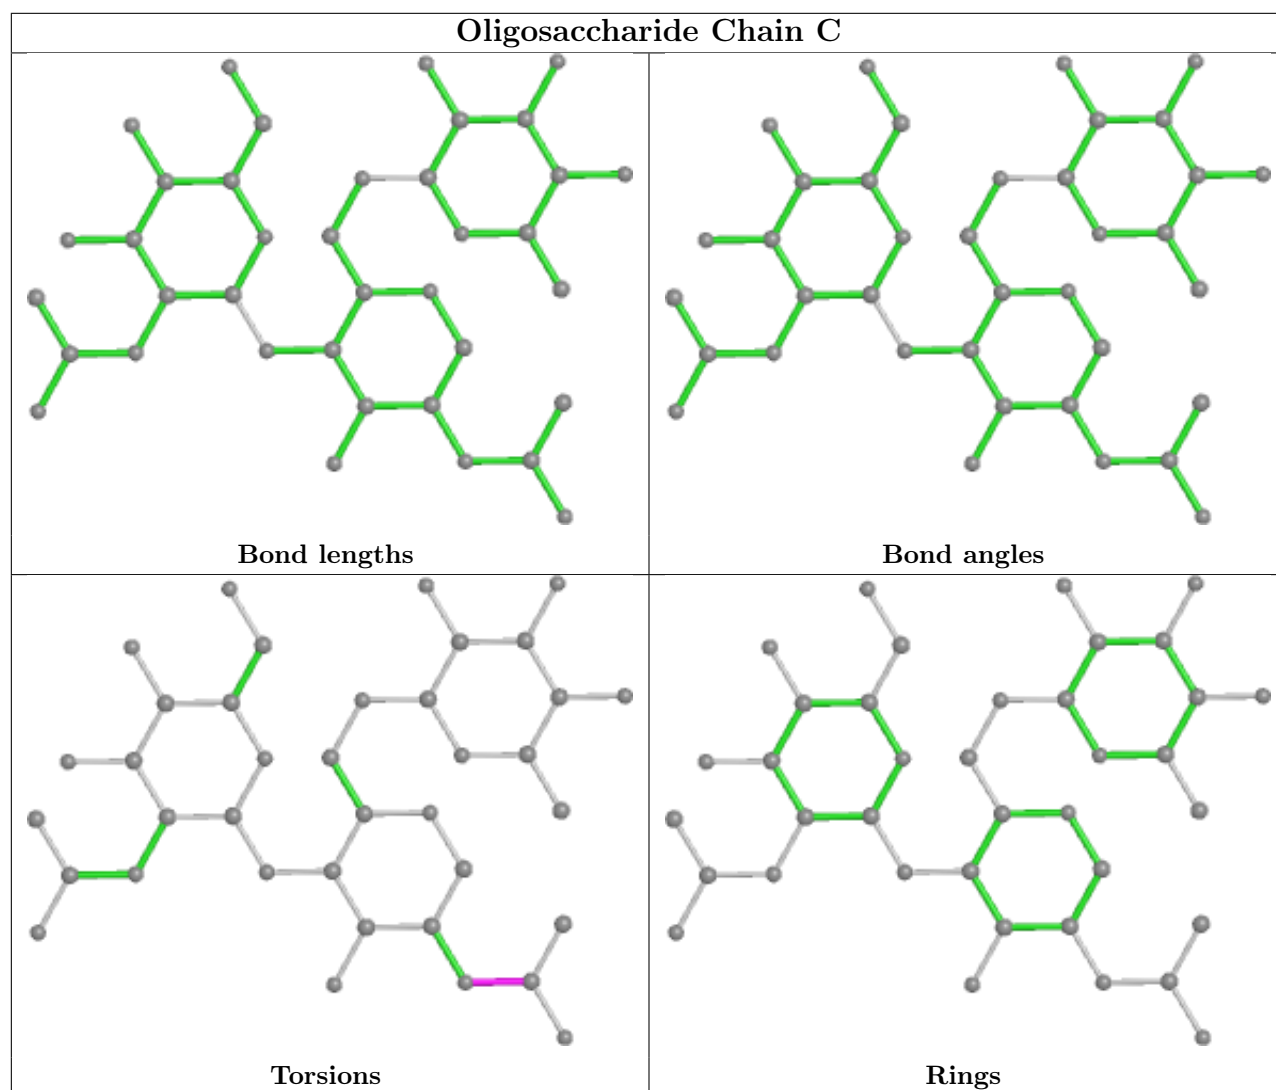 Oligosaccharide Chain C
Bond lengths
Bond angles
Torsions
Rings